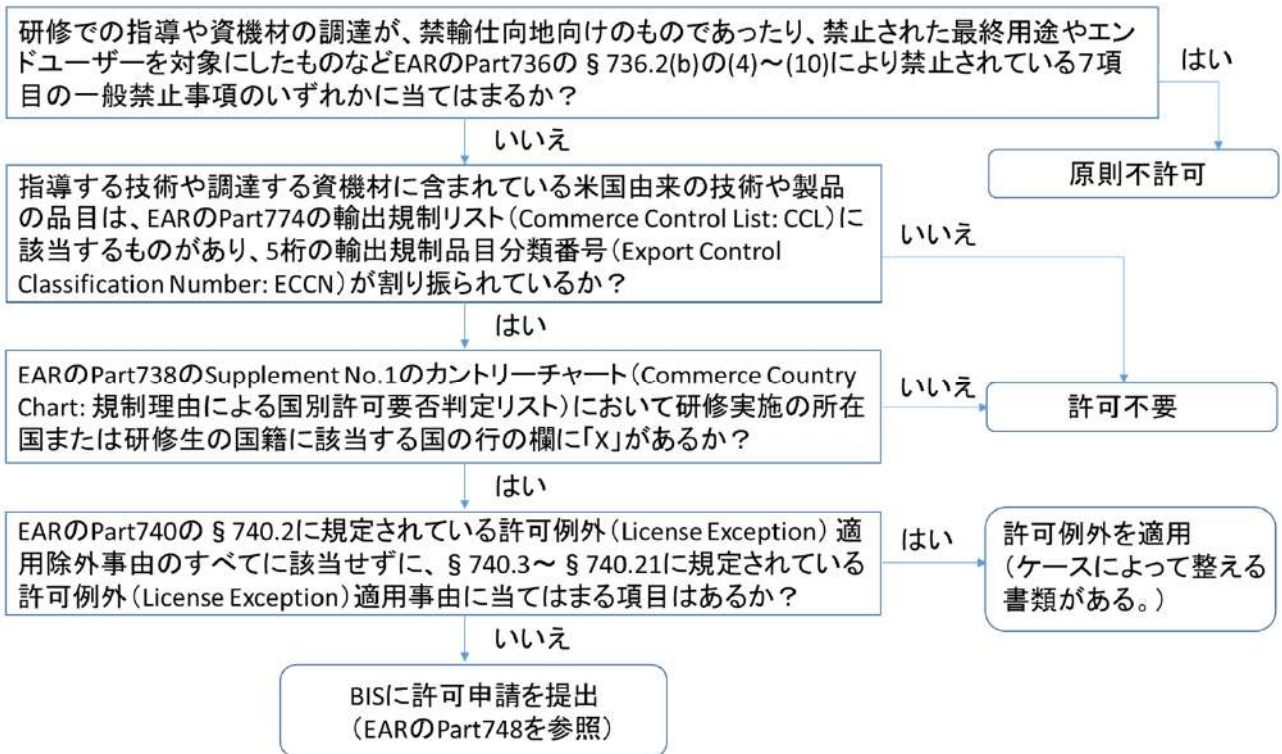 研修での指導や資機材の調達が、禁輸仕向地向けのものであったり、禁止された最終用途やエン
ドユーザーを対象にしたものなどEARのPart736の§736.2(b)の(4)～(10)により禁止されている7項
目の一般禁止事項のいずれかに当てはまるか？
はい
いいえ
原則不許可
指導する技術や調達する資機材に含まれている米国由来の技術や製品
の品目は、EARのPart774の輸出規制リスト（Commerce Control List: CCL）に
該当するものがあり、5桁の輸出規制品目分類番号（Export Control
Classification Number: ECCN）が割り振られているか？
いいえ
はい
EARのPart738のSupplement No.1のカントリーチャート（Commerce Country
Chart: 規制理由による国別許可要否判定リスト）において研修実施の所在
国または研修生の国籍に該当する国の行の欄に「X」があるか？
いいえ
許可不要
はい
EARのPart740の§740.2に規定されている許可例外（License Exception）適
用除外事由のすべてに該当せずに、§740.3～§740.21に規定されている
許可例外（License Exception）適用事由に当てはまる項目はあるか？
はい
許可例外を適用
（ケースによって整える
書類がある。）
いいえ
BISに許可申請を提出
（EARのPart748を参照）